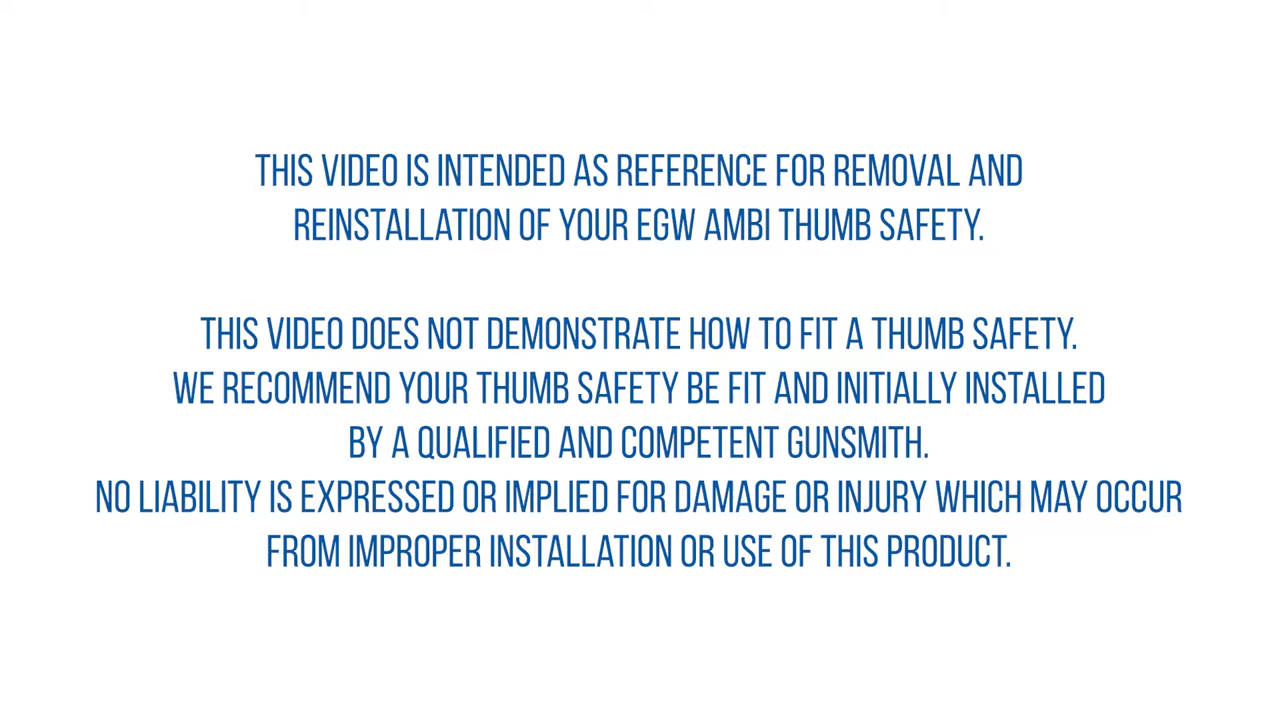 THIS VIDEO IS INTENDED AS REFERENCE FOR REMOVAL AND
REINSTALLATION OF YOUR EGW AMBI THUMB SAFETY.
THIS VIDEO DOES NOT DEMONSTRATE HOW TO FIT A THUMB SAFETY.
WE RECOMMEND YOUR THUMB SAFETY BE FIT AND INITIALLY INSTALLED
BY A QUALIFIED AND COMPETENT GUNSMITH.
NO LIABILITY IS EXPRESSED OR IMPLIED FOR DAMAGE OR INJURY WHICH MAY OCCUR
FROM IMPROPER INSTALLATION OR USE OF THIS PRODUCT.